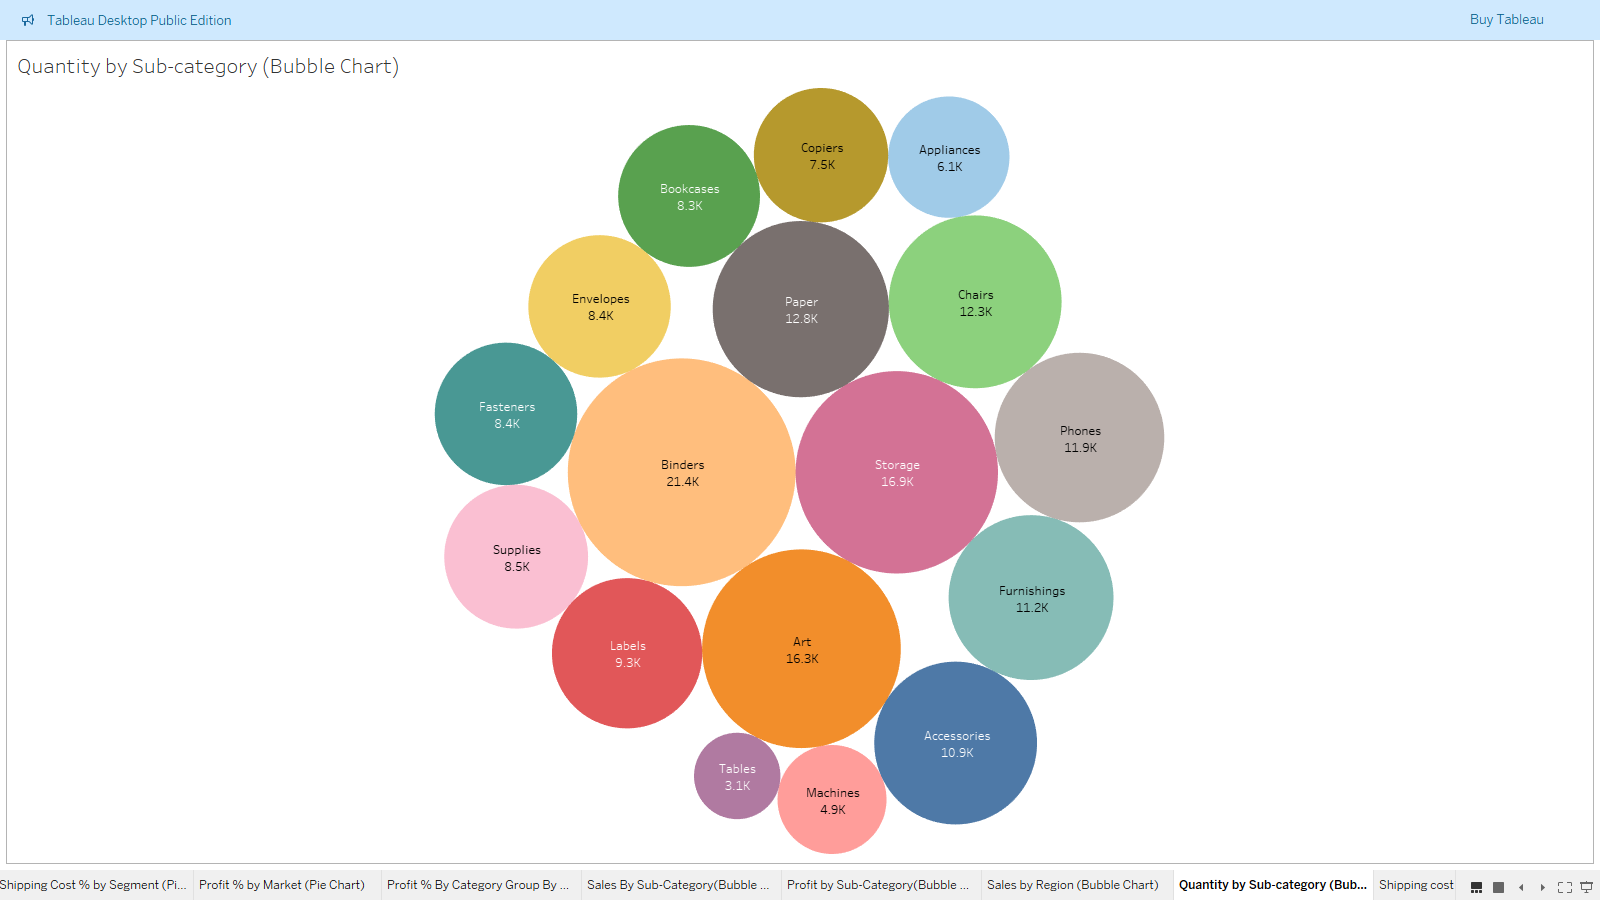 Tableau Desktop Public Edition
Buy Tableau
Quantity by Sub-category (Bubble Chart)
Copiers
7.5K
Appliances
6.1K
Bookcases
8.3K
Envelopes
8.4K
Paper
12.8K
Chairs
12.3K
Fasteners
8.4K
Phones
11.9K
Binders
21.4K
Storage
16.9K
Supplies
8.5K
Furnishings
11.2K
Labels
9.3K
Art
16.3K
Accessories
10.9K
Tables
3.1K
Machines
4.9K
Shipping Cost % by Segment (Pi...
Profit % by Market (Pie Chart)
Profit % By Category Group By ...
Sales By Sub-Category(Bubble ...
Profit by Sub-Category(Bubble ...
Sales by Region (Bubble Chart)
Quantity by Sub-category (Bub...
Shipping cost